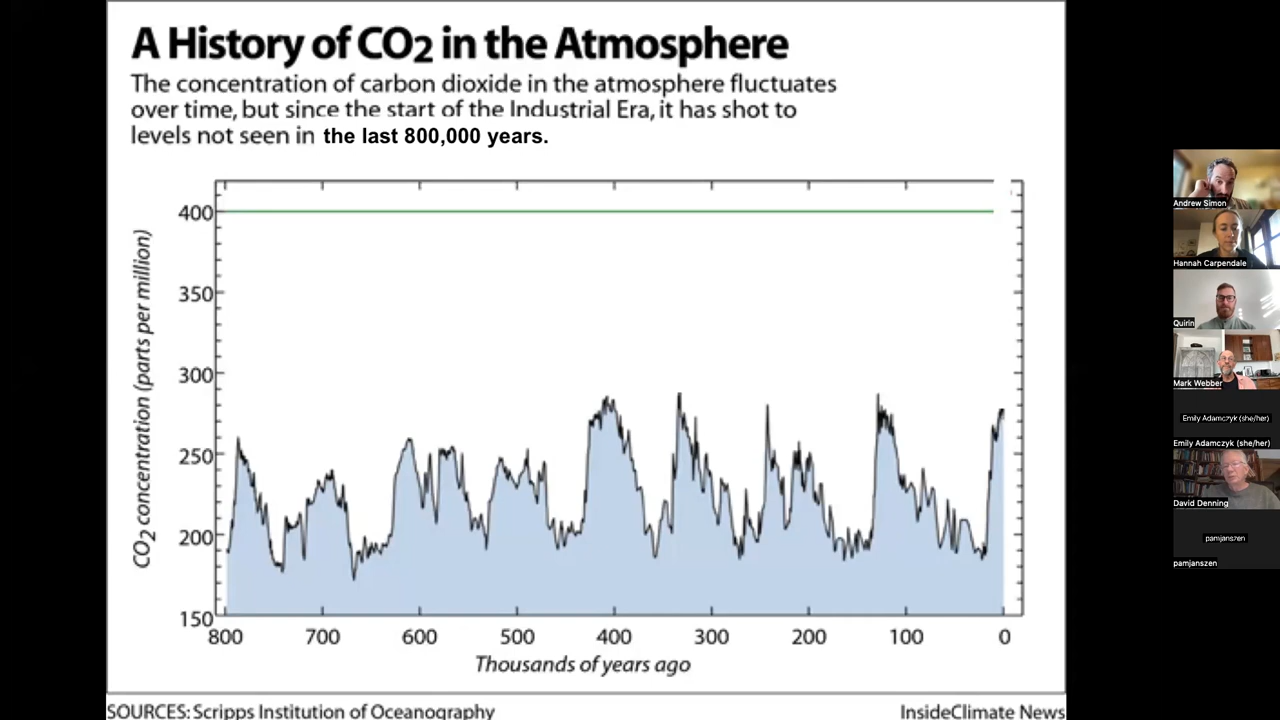 A History of CO2 in the Atmosphere
The concentration of carbon dioxide in the atmosphere fluctuates
over time, but since the start of the Industrial Era, it has shot to
levels not seen in the last 800,000 years.
CO2 concentration (parts per million)
400
350
300
250
200
150
800 700 600 500 400 300 200 100 0
Thousands of years ago
SOURCES: Scripps Institution of Oceanography
InsideClimate News
Andrew Simon
Hannah Carpendale
Quirin
Mark Webber
Emily Adamczyk (she/her)
Emily Adamczyk (she/her)
David Denning
pamjanszen
pamjanszen